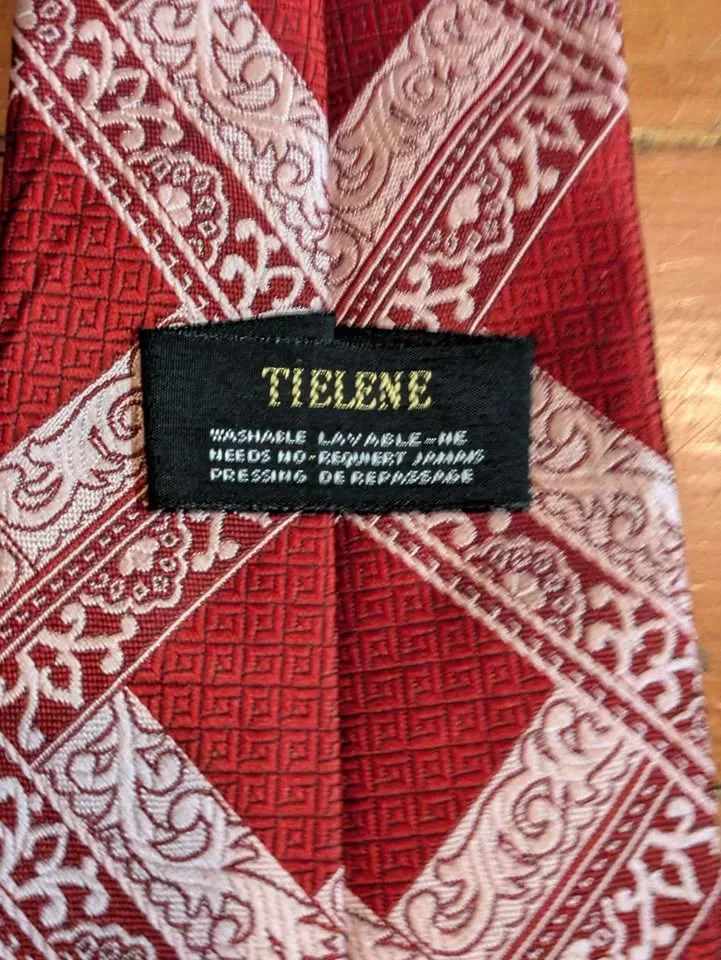 TIELENE
WASHABLE LAVABLE-NE
NEEDS NO-REQUIERT JAMAIS
PRESSING DE REPASSAGE